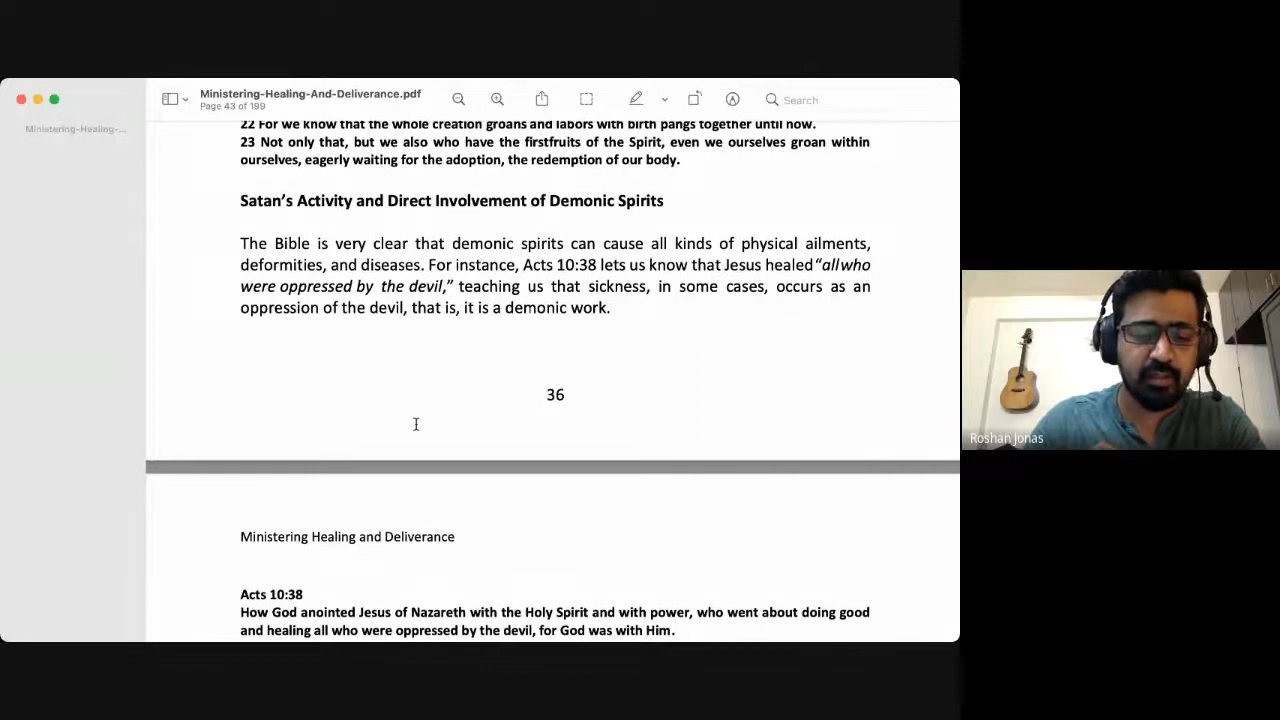 Ministering-Healing-And-Deliverance.pdf
Page 43 of 199
Search
Ministering-Healing-...
22 For we know that the whole creation groans and labors with birth pangs together until now.
23 Not only that, but we also who have the firstfruits of the Spirit, even we ourselves groan within
ourselves, eagerly waiting for the adoption, the redemption of our body.
Satan’s Activity and Direct Involvement of Demonic Spirits
The Bible is very clear that demonic spirits can cause all kinds of physical ailments,
deformities, and diseases. For instance, Acts 10:38 lets us know that Jesus healed “all who
were oppressed by the devil,” teaching us that sickness, in some cases, occurs as an
oppression of the devil, that is, it is a demonic work.
36
Ministering Healing and Deliverance
Acts 10:38
How God anointed Jesus of Nazareth with the Holy Spirit and with power, who went about doing good
and healing all who were oppressed by the devil, for God was with Him.
Roshan Jonas